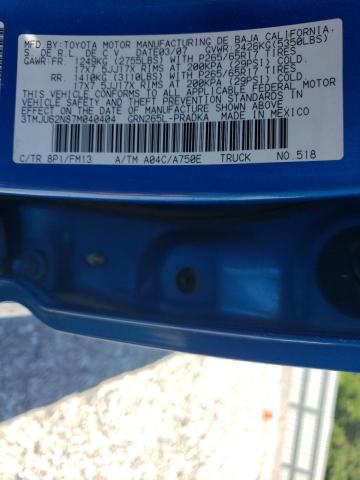 MFD. BY:TOYOTA MOTOR MANUFACTURING DE BAJA CALIFORNIA,
S. DE R.L. DE C.V. DATE:03/07 GVWR 2426KG(5350LBS)
GAWR:FR. 1249KG (2755LBS) WITH P265/65R17 TIRES
17X7.5JJ RIMS AT 200KPA (29PSI) COLD.
RR. 1410KG (3110LBS) WITH P265/65R17 TIRES
17X7.5JJ RIMS AT 200KPA (29PSI) COLD.
THIS VEHICLE CONFORMS TO ALL APPLICABLE FEDERAL MOTOR
VEHICLE SAFETY STANDARDS IN EFFECT ON THE DATE OF
MANUFACTURE SHOWN ABOVE. MADE IN MEXICO
3TMJU62N87M040404 GRN265L-PRADKA
C/TR 8P1/FM13 A/TM A04C/A750E TRUCK NO.518